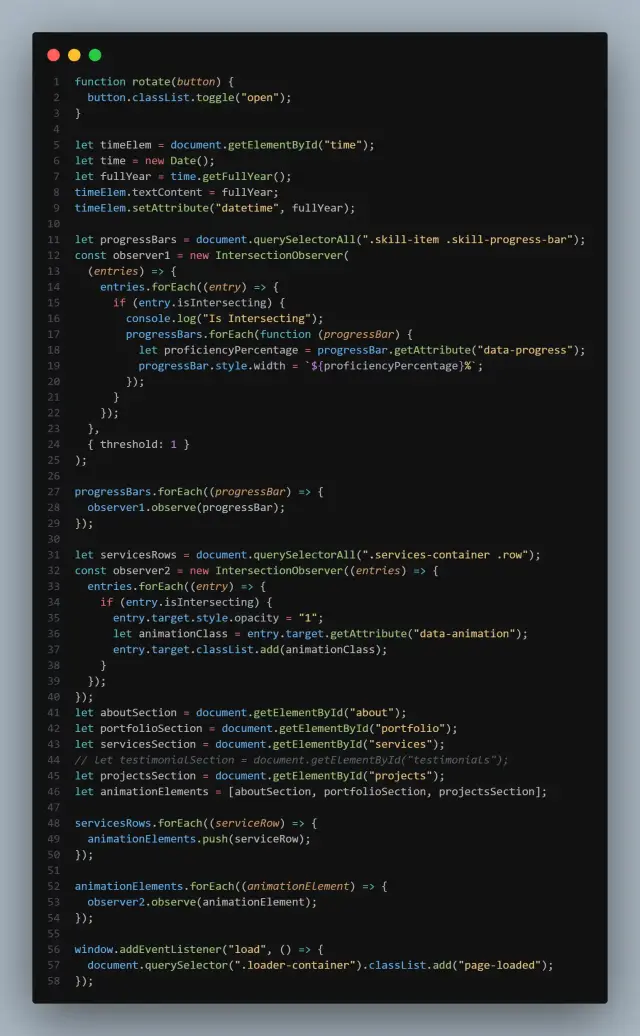 1 function rotate(button) {
2   button.classList.toggle("open");
3 }
4
5 let timeElem = document.getElementById("time");
6 let time = new Date();
7 let fullYear = time.getFullYear();
8 timeElem.textContent = fullYear;
9 timeElem.setAttribute("datetime", fullYear);
10
11 let progressBars = document.querySelectorAll(".skill-item .skill-progress-bar");
12 const observer1 = new IntersectionObserver(
13   (entries) => {
14     entries.forEach((entry) => {
15       if (entry.isIntersecting) {
16         console.log("Is Intersecting");
17         progressBars.forEach(function (progressBar) {
18           let proficiencyPercentage = progressBar.getAttribute("data-progress");
19           progressBar.style.width = `${proficiencyPercentage}%`;
20         });
21       }
22     });
23   },
24   { threshold: 1 }
25 );
26
27 progressBars.forEach((progressBar) => {
28   observer1.observe(progressBar);
29 });
30
31 let servicesRows = document.querySelectorAll(".services-container .row");
32 const observer2 = new IntersectionObserver((entries) => {
33   entries.forEach((entry) => {
34     if (entry.isIntersecting) {
35       entry.target.style.opacity = "1";
36       let animationClass = entry.target.getAttribute("data-animation");
37       entry.target.classList.add(animationClass);
38     }
39   });
40 });
41 let aboutSection = document.getElementById("about");
42 let portfolioSection = document.getElementById("portfolio");
43 let servicesSection = document.getElementById("services");
44 // let testimonialSection = document.getElementById("testimonials");
45 let projectsSection = document.getElementById("projects");
46 let animationElements = [aboutSection, portfolioSection, projectsSection];
47
48 servicesRows.forEach((serviceRow) => {
49   animationElements.push(serviceRow);
50 });
51
52 animationElements.forEach((animationElement) => {
53   observer2.observe(animationElement);
54 });
55
56 window.addEventListener("load", () => {
57   document.querySelector(".loader-container").classList.add("page-loaded");
58 });